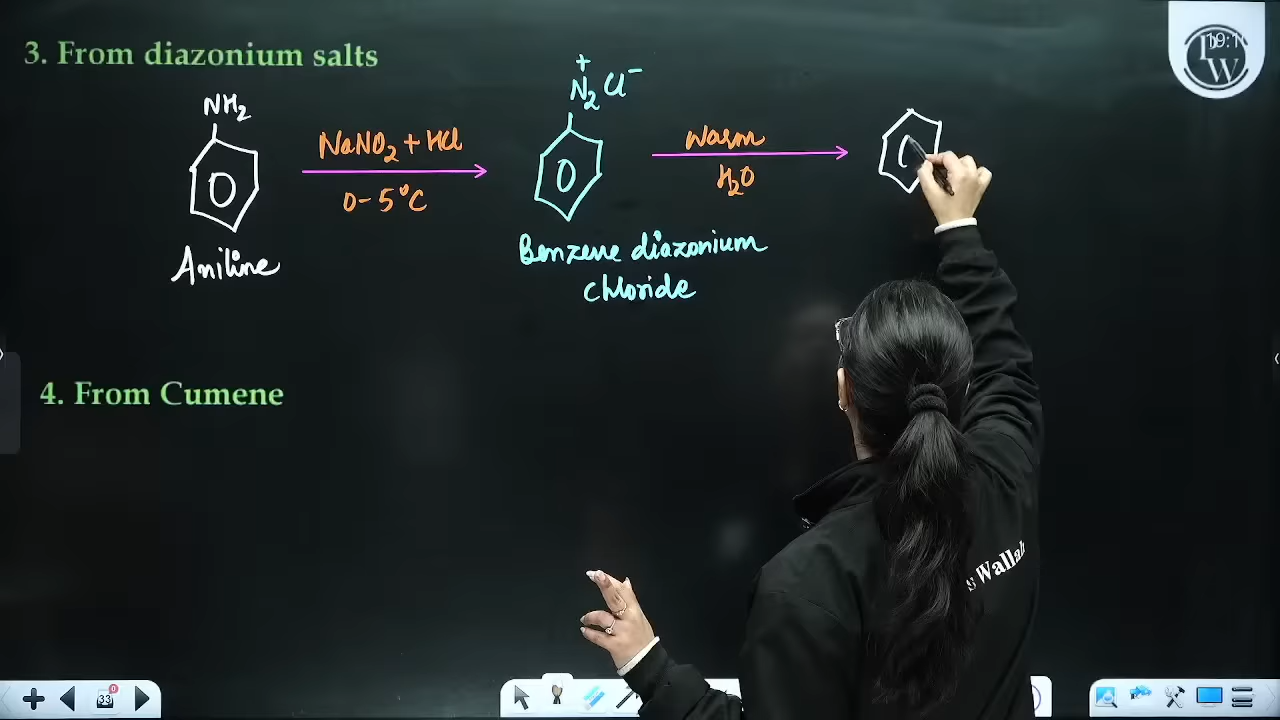 3. From diazonium salts
NH₂
NaNO₂ + HCl
0-5°C
Aniline
N₂⁺Cl⁻
Benzene diazonium
chloride
Warm
H₂O
4. From Cumene
Wallah
33